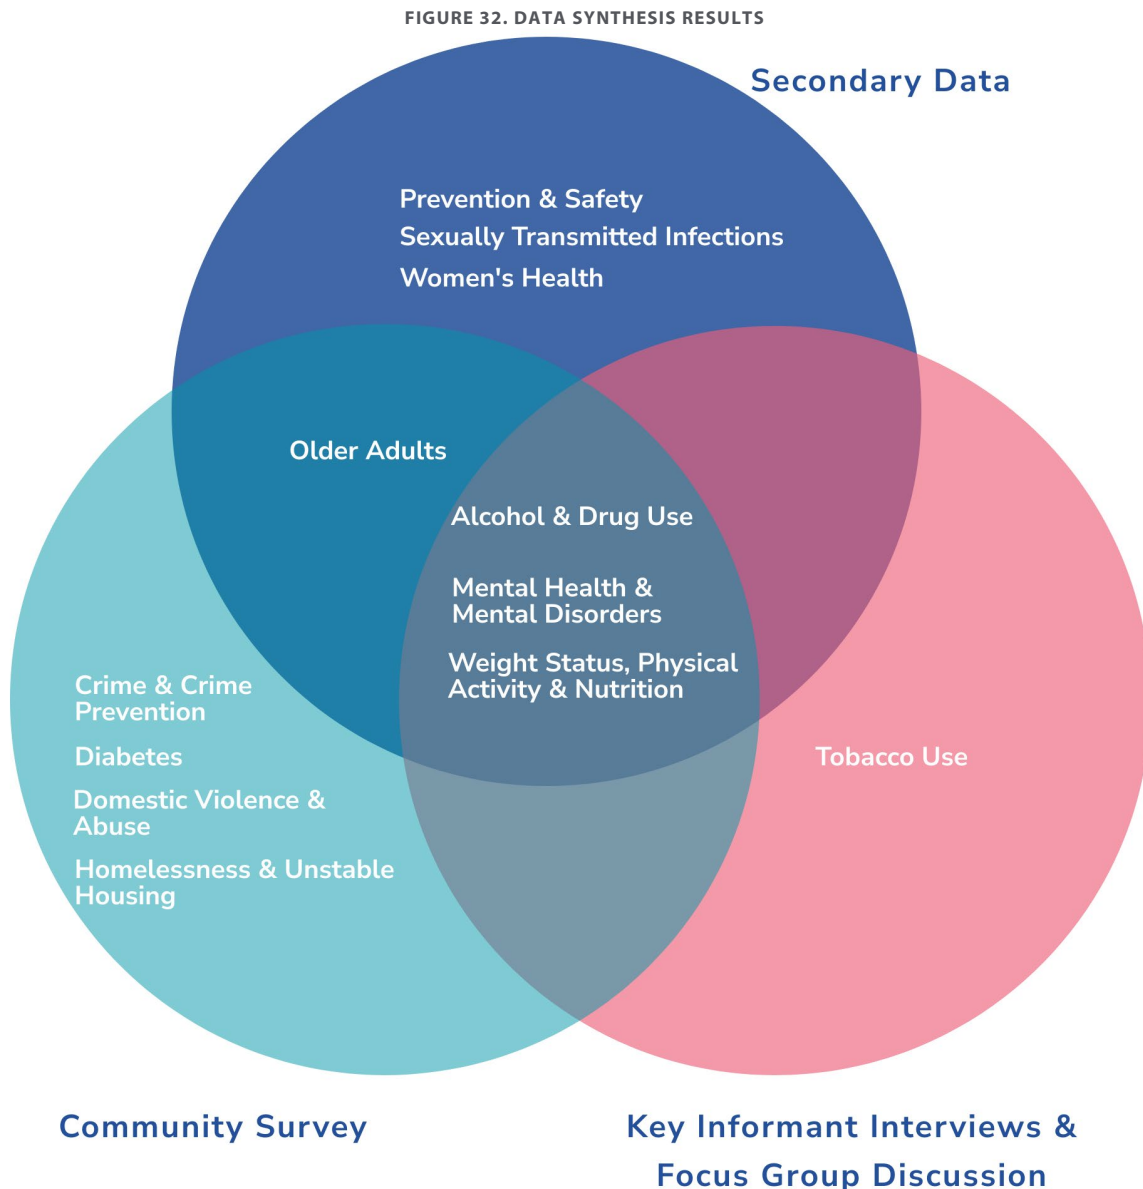 FIGURE 32. DATA SYNTHESIS RESULTS
Secondary Data
Prevention & Safety
Sexually Transmitted Infections
Women's Health
Older Adults
Alcohol & Drug Use
Mental Health &
Mental Disorders
Weight Status, Physical
Activity & Nutrition
Crime & Crime
Prevention
Diabetes
Domestic Violence &
Abuse
Homelessness & Unstable
Housing
Tobacco Use
Community Survey
Key Informant Interviews &
Focus Group Discussion